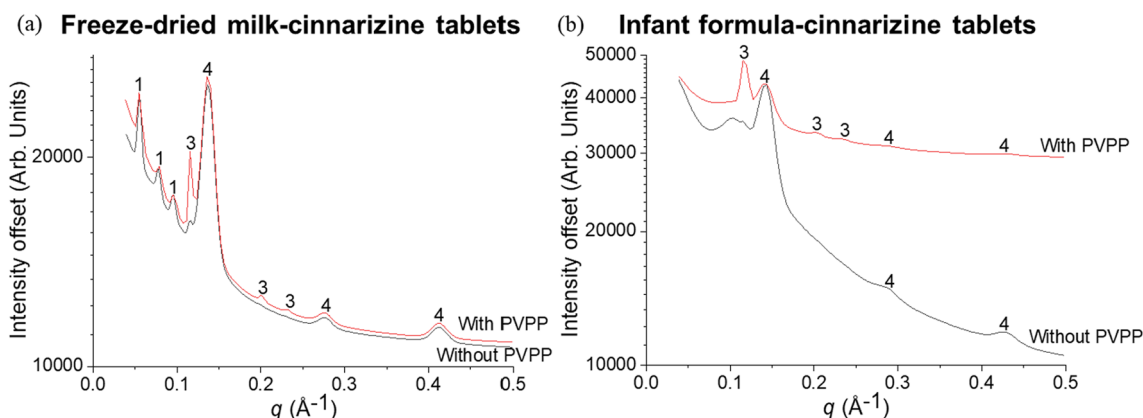 (a) Freeze-dried milk-cinnarizine tablets
Intensity offset (Arb. Units)
20000
10000
1
1
1
3
4
3
3
4
4
With PVPP
Without PVPP
0.0 0.1 0.2 0.3 0.4 0.5
q (Å-1)
(b) Infant formula-cinnarizine tablets
Intensity offset (Arb. Units)
50000
40000
30000
20000
10000
3
4
3
3
4
4
With PVPP
4
4
Without PVPP
0.0 0.1 0.2 0.3 0.4 0.5
q (Å-1)